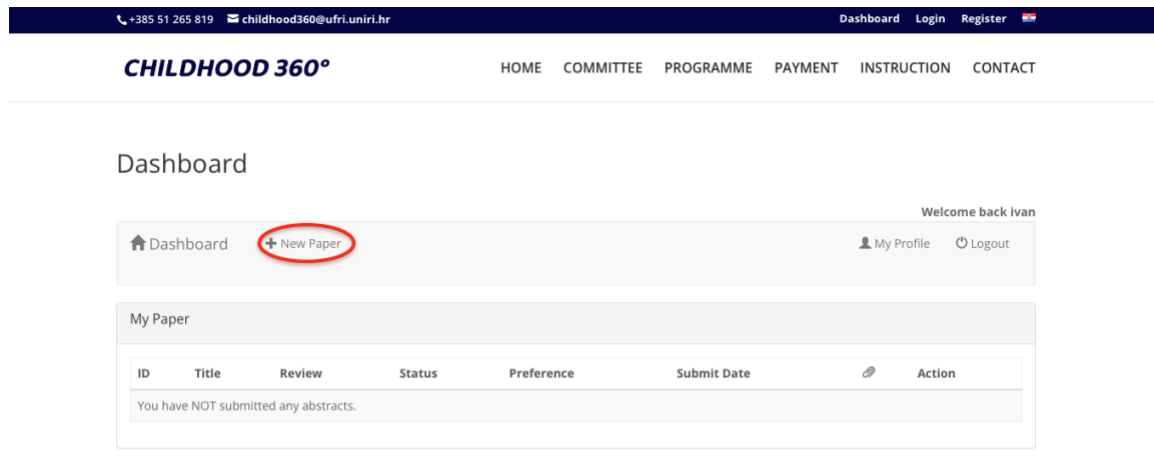 +385 51 265 819 childhood360@ufri.uniri.hr Dashboard Login Register
CHILDHOOD 360° HOME COMMITTEE PROGRAMME PAYMENT INSTRUCTION CONTACT
Dashboard
Welcome back ivan
Dashboard + New Paper My Profile Logout
My Paper
ID Title Review Status Preference Submit Date Action
You have NOT submitted any abstracts.